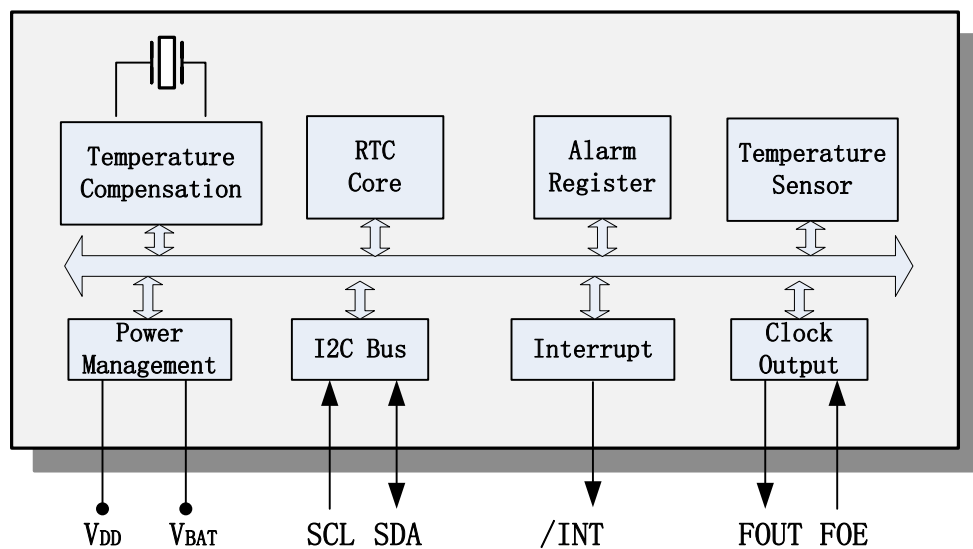 Temperature
Compensation
RTC
Core
Alarm
Register
Temperature
Sensor
Power
Management
I2C Bus
Interrupt
Clock
Output
VDD
VBAT
SCL
SDA
/INT
FOUT
FOE